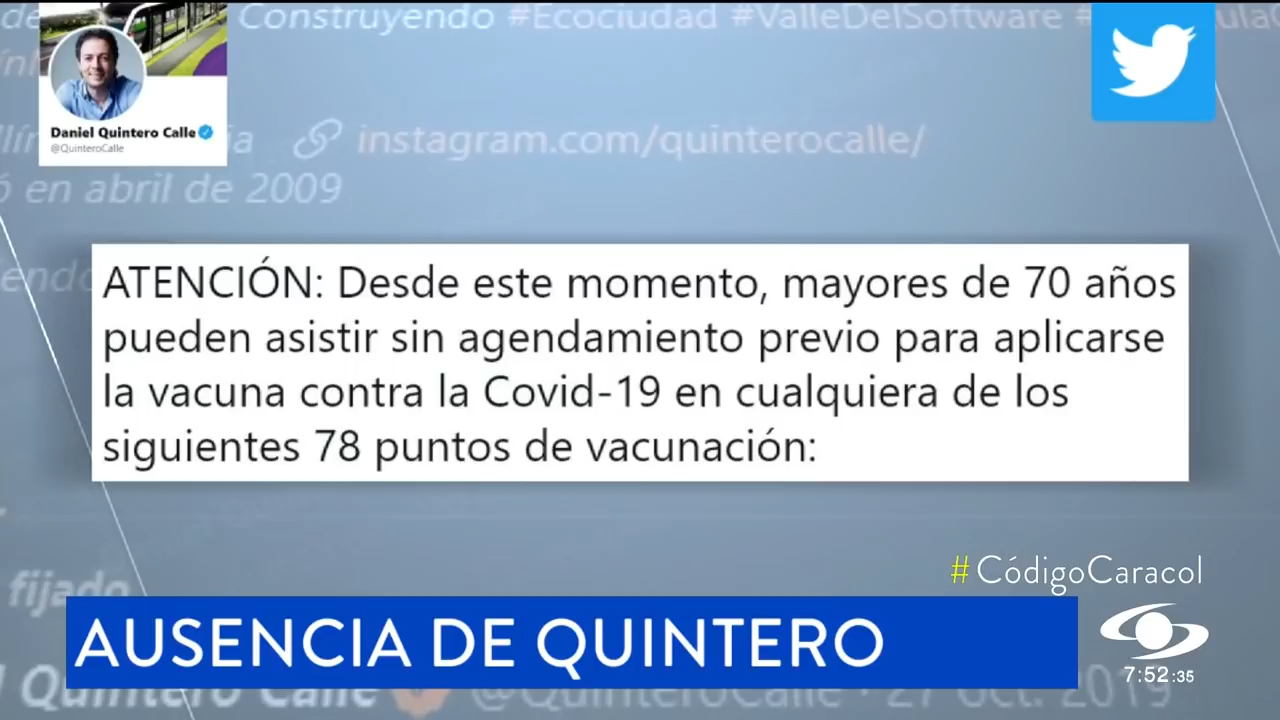 Construyendo #Ecociudad #ValleDelSoftware
Daniel Quintero Calle
@QuinteroCalle
instagram.com/quinterocalle/
ó en abril de 2009
ATENCIÓN: Desde este momento, mayores de 70 años
pueden asistir sin agendamiento previo para aplicarse
la vacuna contra la Covid-19 en cualquiera de los
siguientes 78 puntos de vacunación:
#CódigoCaracol
fijado
AUSENCIA DE QUINTERO
Quintero Calle @QuinteroCalle · 27 oct. 2019
7:52:35